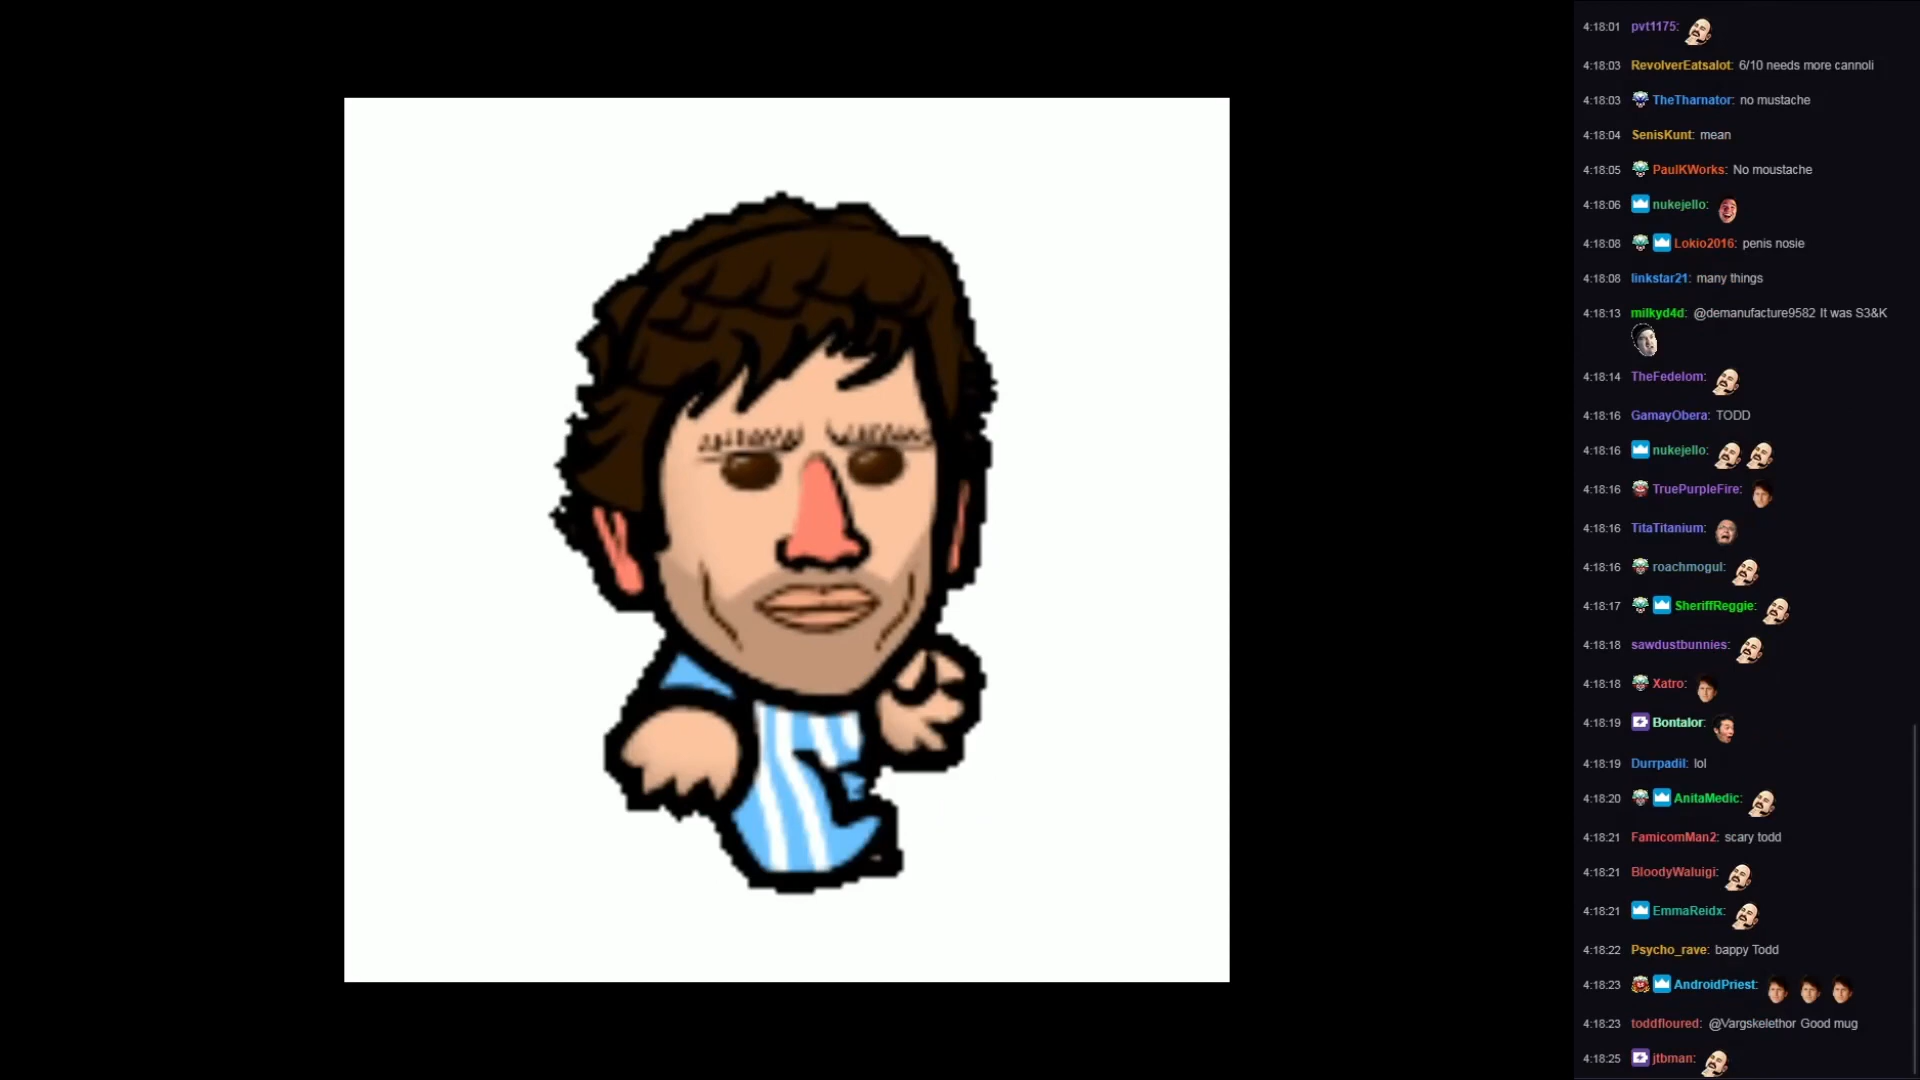 4:18:01 pvt1175:
4:18:03 RevolverEatsalot: 6/10 needs more cannoli
4:18:03 TheTharnator: no mustache
4:18:04 SenisKunt: mean
4:18:05 PaulKWorks: No moustache
4:18:06 nukejello:
4:18:08 Lokio2016: penis nosie
4:18:08 linkstar21: many things
4:18:13 milkyd4d: @demanufacture9582 It was S3&K
4:18:14 TheFedelom:
4:18:16 GamayObera: TODD
4:18:16 nukejello:
4:18:16 TruePurpleFire:
4:18:16 TitaTitanium:
4:18:16 roachmogul:
4:18:17 SheriffReggie:
4:18:18 sawdustbunnies:
4:18:18 Xatro:
4:18:19 Bontalor:
4:18:19 Durrpadil: lol
4:18:20 AnitaMedic:
4:18:21 FamicomMan2: scary todd
4:18:21 BloodyWaluigi:
4:18:21 EmmaReidx:
4:18:22 Psycho_rave: bappy Todd
4:18:23 AndroidPriest:
4:18:23 toddfloured: @Vargskelethor Good mug
4:18:25 jtbman: